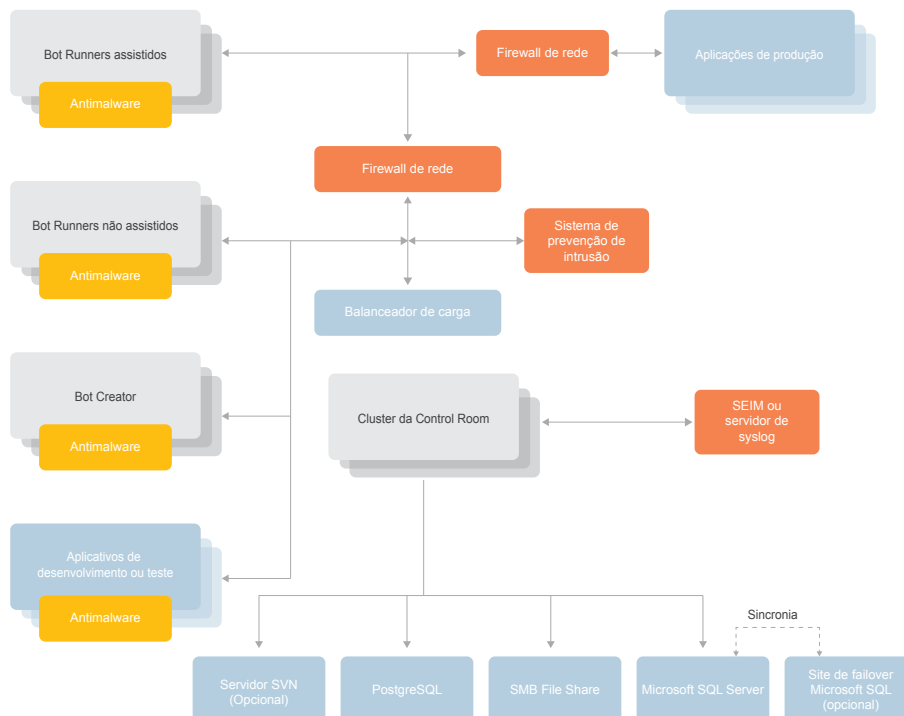 Bot Runners assistidos
Antimalware
Firewall de rede
Aplicações de produção
Firewall de rede
Bot Runners não assistidos
Antimalware
Sistema de
prevenção de
intrusão
Balanceador de carga
Bot Creator
Antimalware
Cluster da Control Room
SEIM ou
servidor de
syslog
Aplicativos de
desenvolvimento ou teste
Antimalware
Sincronia
Servidor SVN
(Opcional)
PostgreSQL
SMB File Share
Microsoft SQL Server
Site de failover
Microsoft SQL
(opcional)